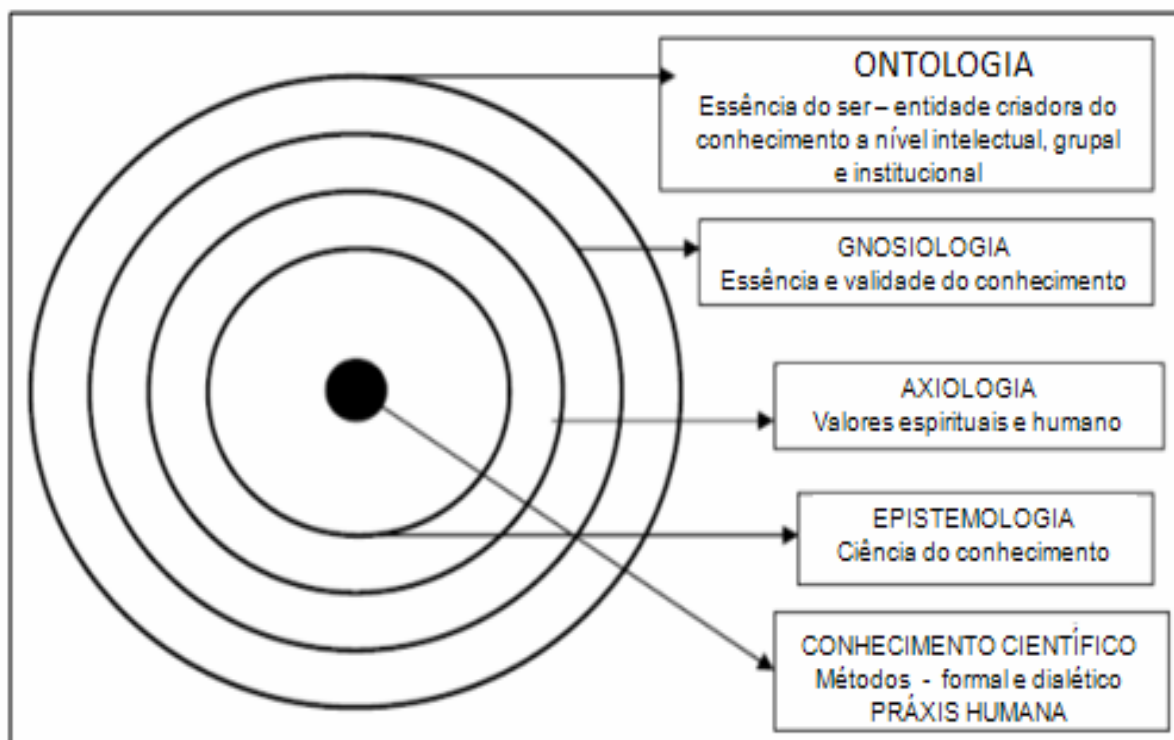 ONTOLOGIA
Essência do ser – entidade criadora do
conhecimento a nível intelectual, grupal
e institucional
GNOSIOLOGIA
Essência e validade do conhecimento
AXIOLOGIA
Valores espirituais e humano
EPISTEMOLOGIA
Ciência do conhecimento
CONHECIMENTO CIENTÍFICO
Métodos - formal e dialético
PRÁXIS HUMANA